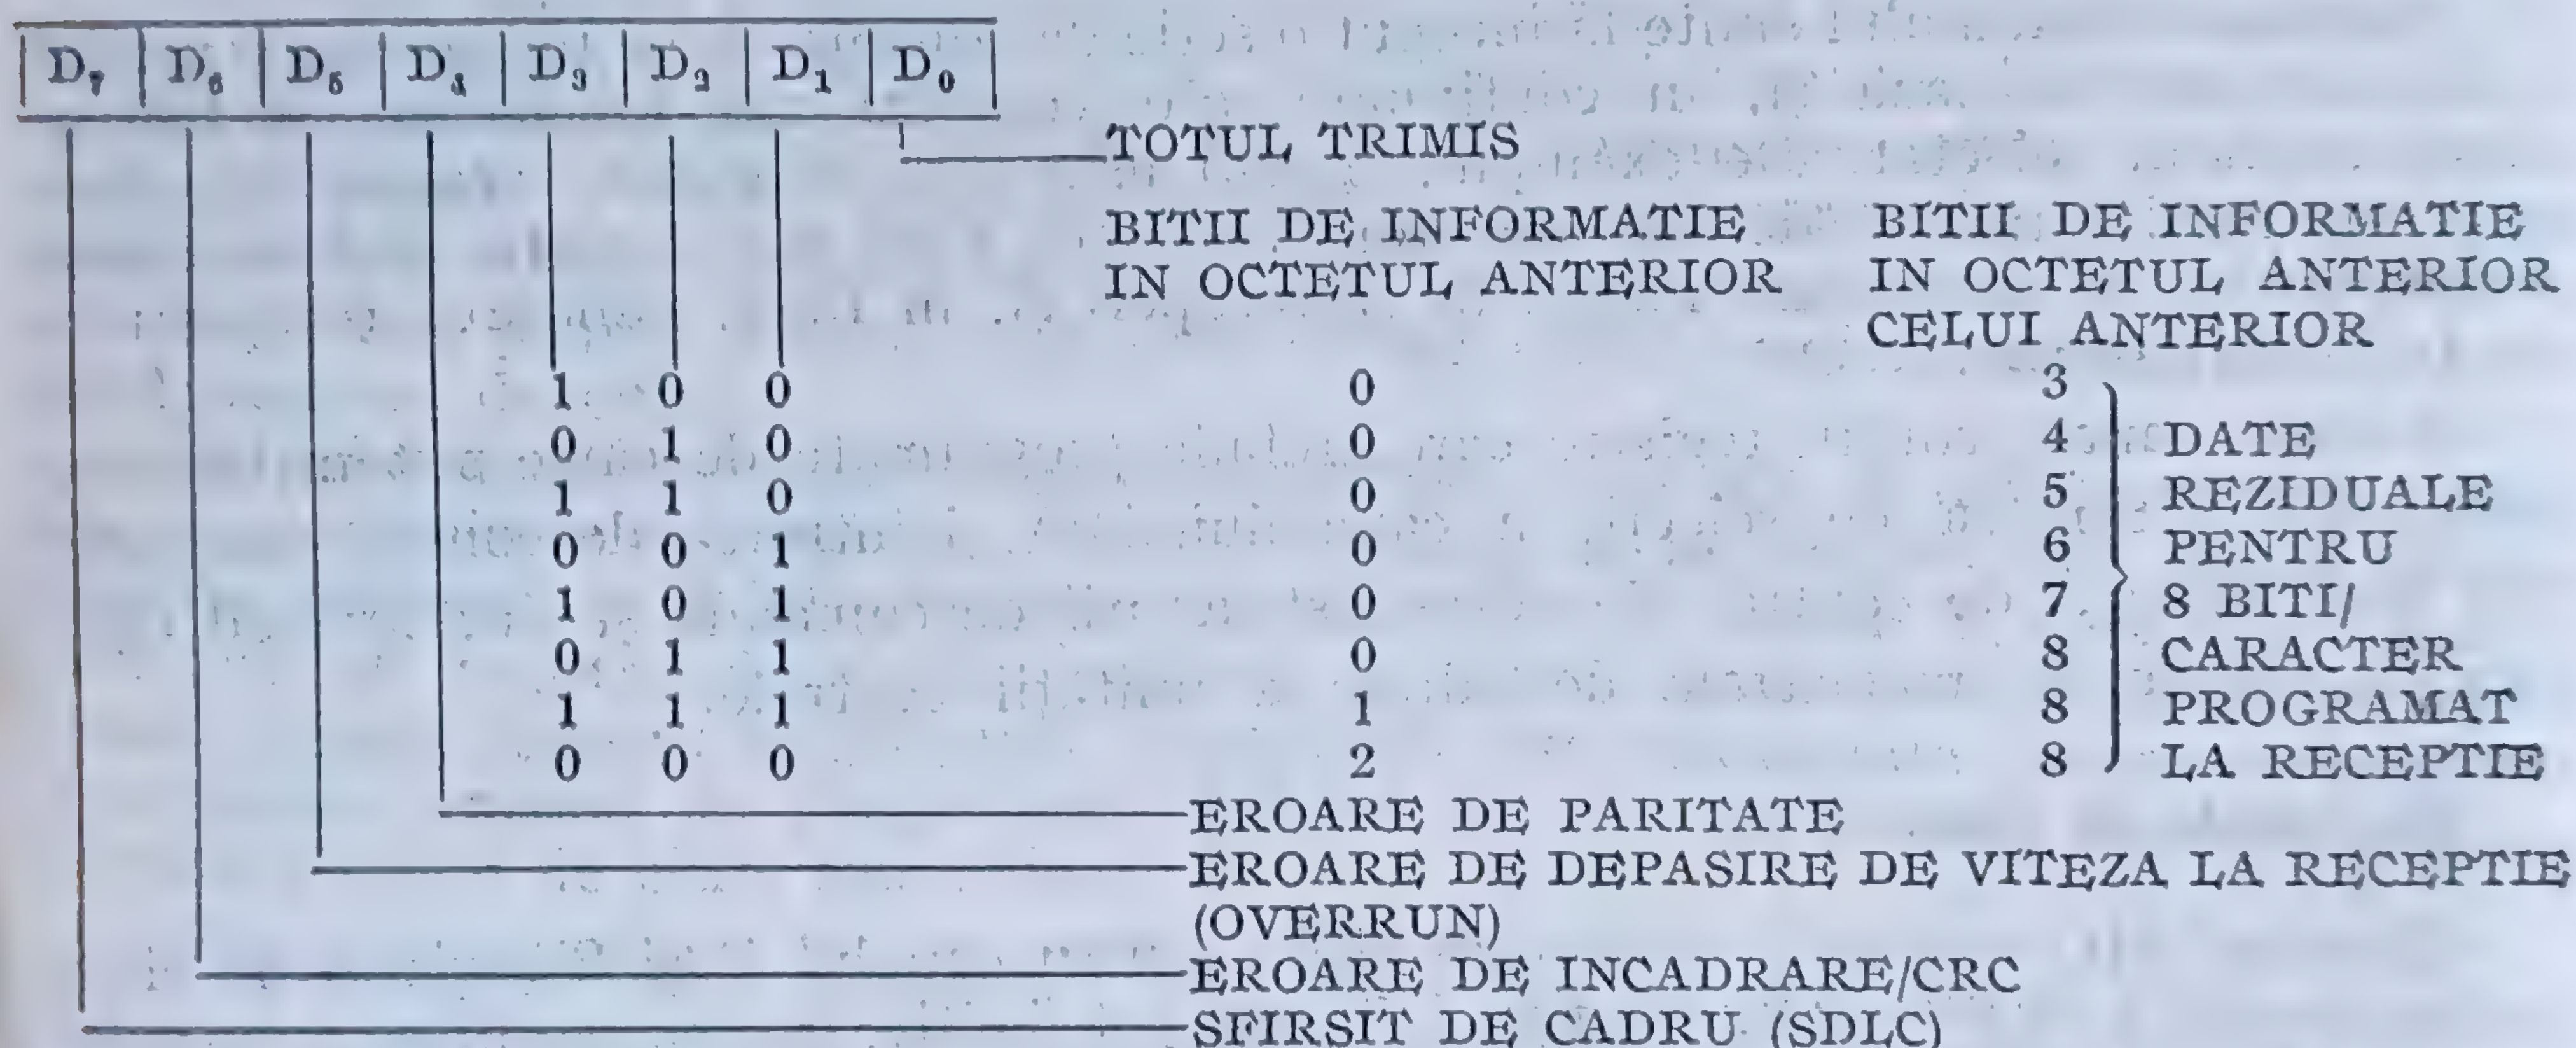 D₇ D₆ D₅ D₄ D₃ D₂ D₁ D₀
TOTUL TRIMIS
BITII DE INFORMATIE BITII DE INFORMATIE
IN OCTETUL ANTERIOR IN OCTETUL ANTERIOR
CELUI ANTERIOR
1 0 0 0 3
0 1 0 0 4 DATE
1 1 0 0 5 REZIDUALE
0 0 1 0 6 PENTRU
1 0 1 0 7 8 BITI/
0 1 1 0 8 CARACTER
1 1 1 1 8 PROGRAMAT
0 0 0 2 8 LA RECEPTIE
EROARE DE PARITATE
EROARE DE DEPASIRE DE VITEZA LA RECEPTIE
(OVERRUN)
EROARE DE INCADRARE/CRC
SFIRSIT DE CADRU (SDLC)